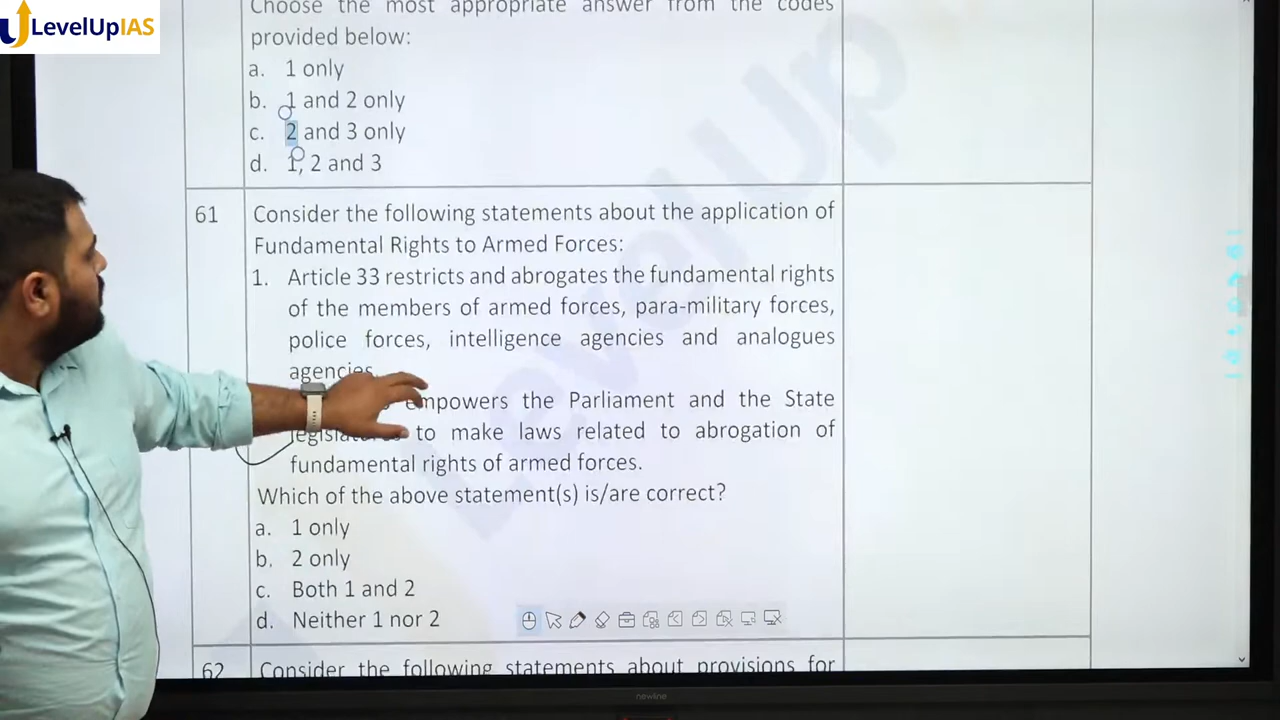 LevelUpIAS
Choose the most appropriate answer from the codes
provided below:
a. 1 only
b. 1 and 2 only
c. 2 and 3 only
d. 1, 2 and 3
61 Consider the following statements about the application of
Fundamental Rights to Armed Forces:
1. Article 33 restricts and abrogates the fundamental rights
of the members of armed forces, para-military forces,
police forces, intelligence agencies and analogues
agencies
empowers the Parliament and the State
to make laws related to abrogation of
fundamental rights of armed forces.
Which of the above statement(s) is/are correct?
a. 1 only
b. 2 only
c. Both 1 and 2
d. Neither 1 nor 2
62 Consider the following statements about provisions for
newline
Level Up